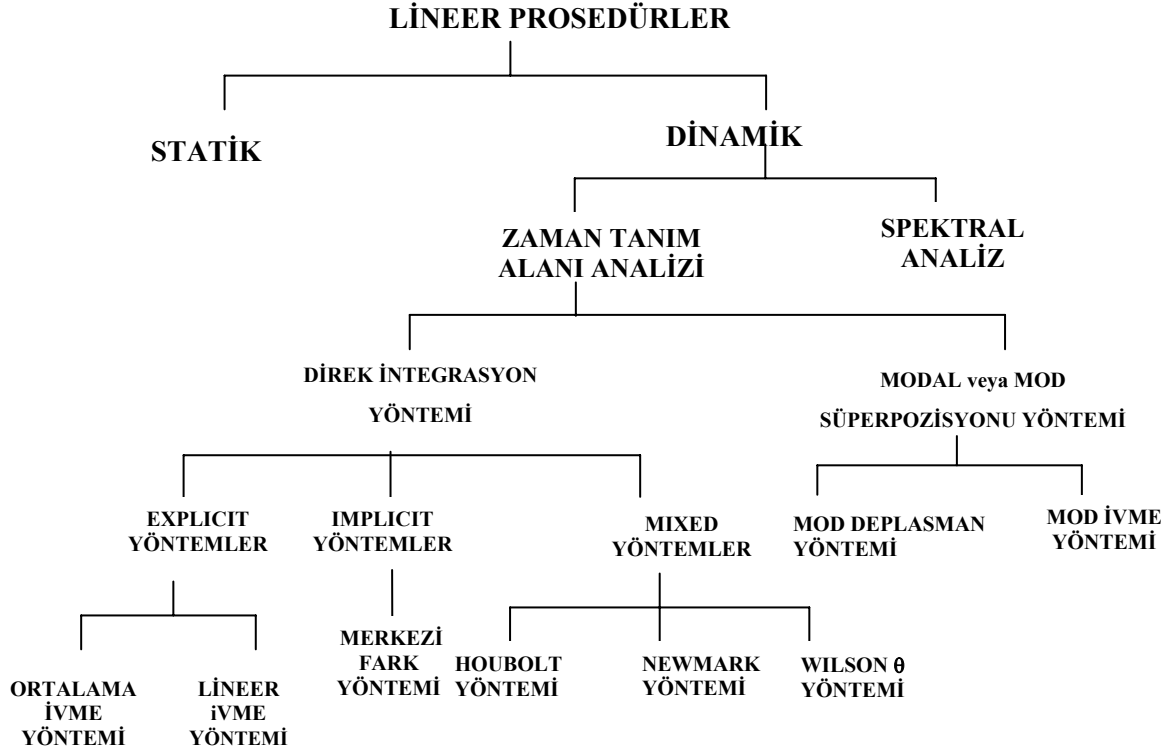 LİNEER PROSEDÜRLER
STATİK
DİNAMİK
ZAMAN TANIM
ALANI ANALİZİ
SPEKTRAL
ANALİZ
DİREK İNTEGRASYON
YÖNTEMİ
MODAL veya MOD
SÜPERPOZİSYONU YÖNTEMİ
EXPLICIT
YÖNTEMLER
IMPLICIT
YÖNTEMLER
MIXED
YÖNTEMLER
MOD DEPLASMAN
YÖNTEMİ
MOD İVME
YÖNTEMİ
ORTALAMA
İVME
YÖNTEMİ
LİNEER
iVME
YÖNTEMİ
MERKEZİ
FARK
YÖNTEMİ
HOUBOLT
YÖNTEMİ
NEWMARK
YÖNTEMİ
WILSON θ
YÖNTEMİ